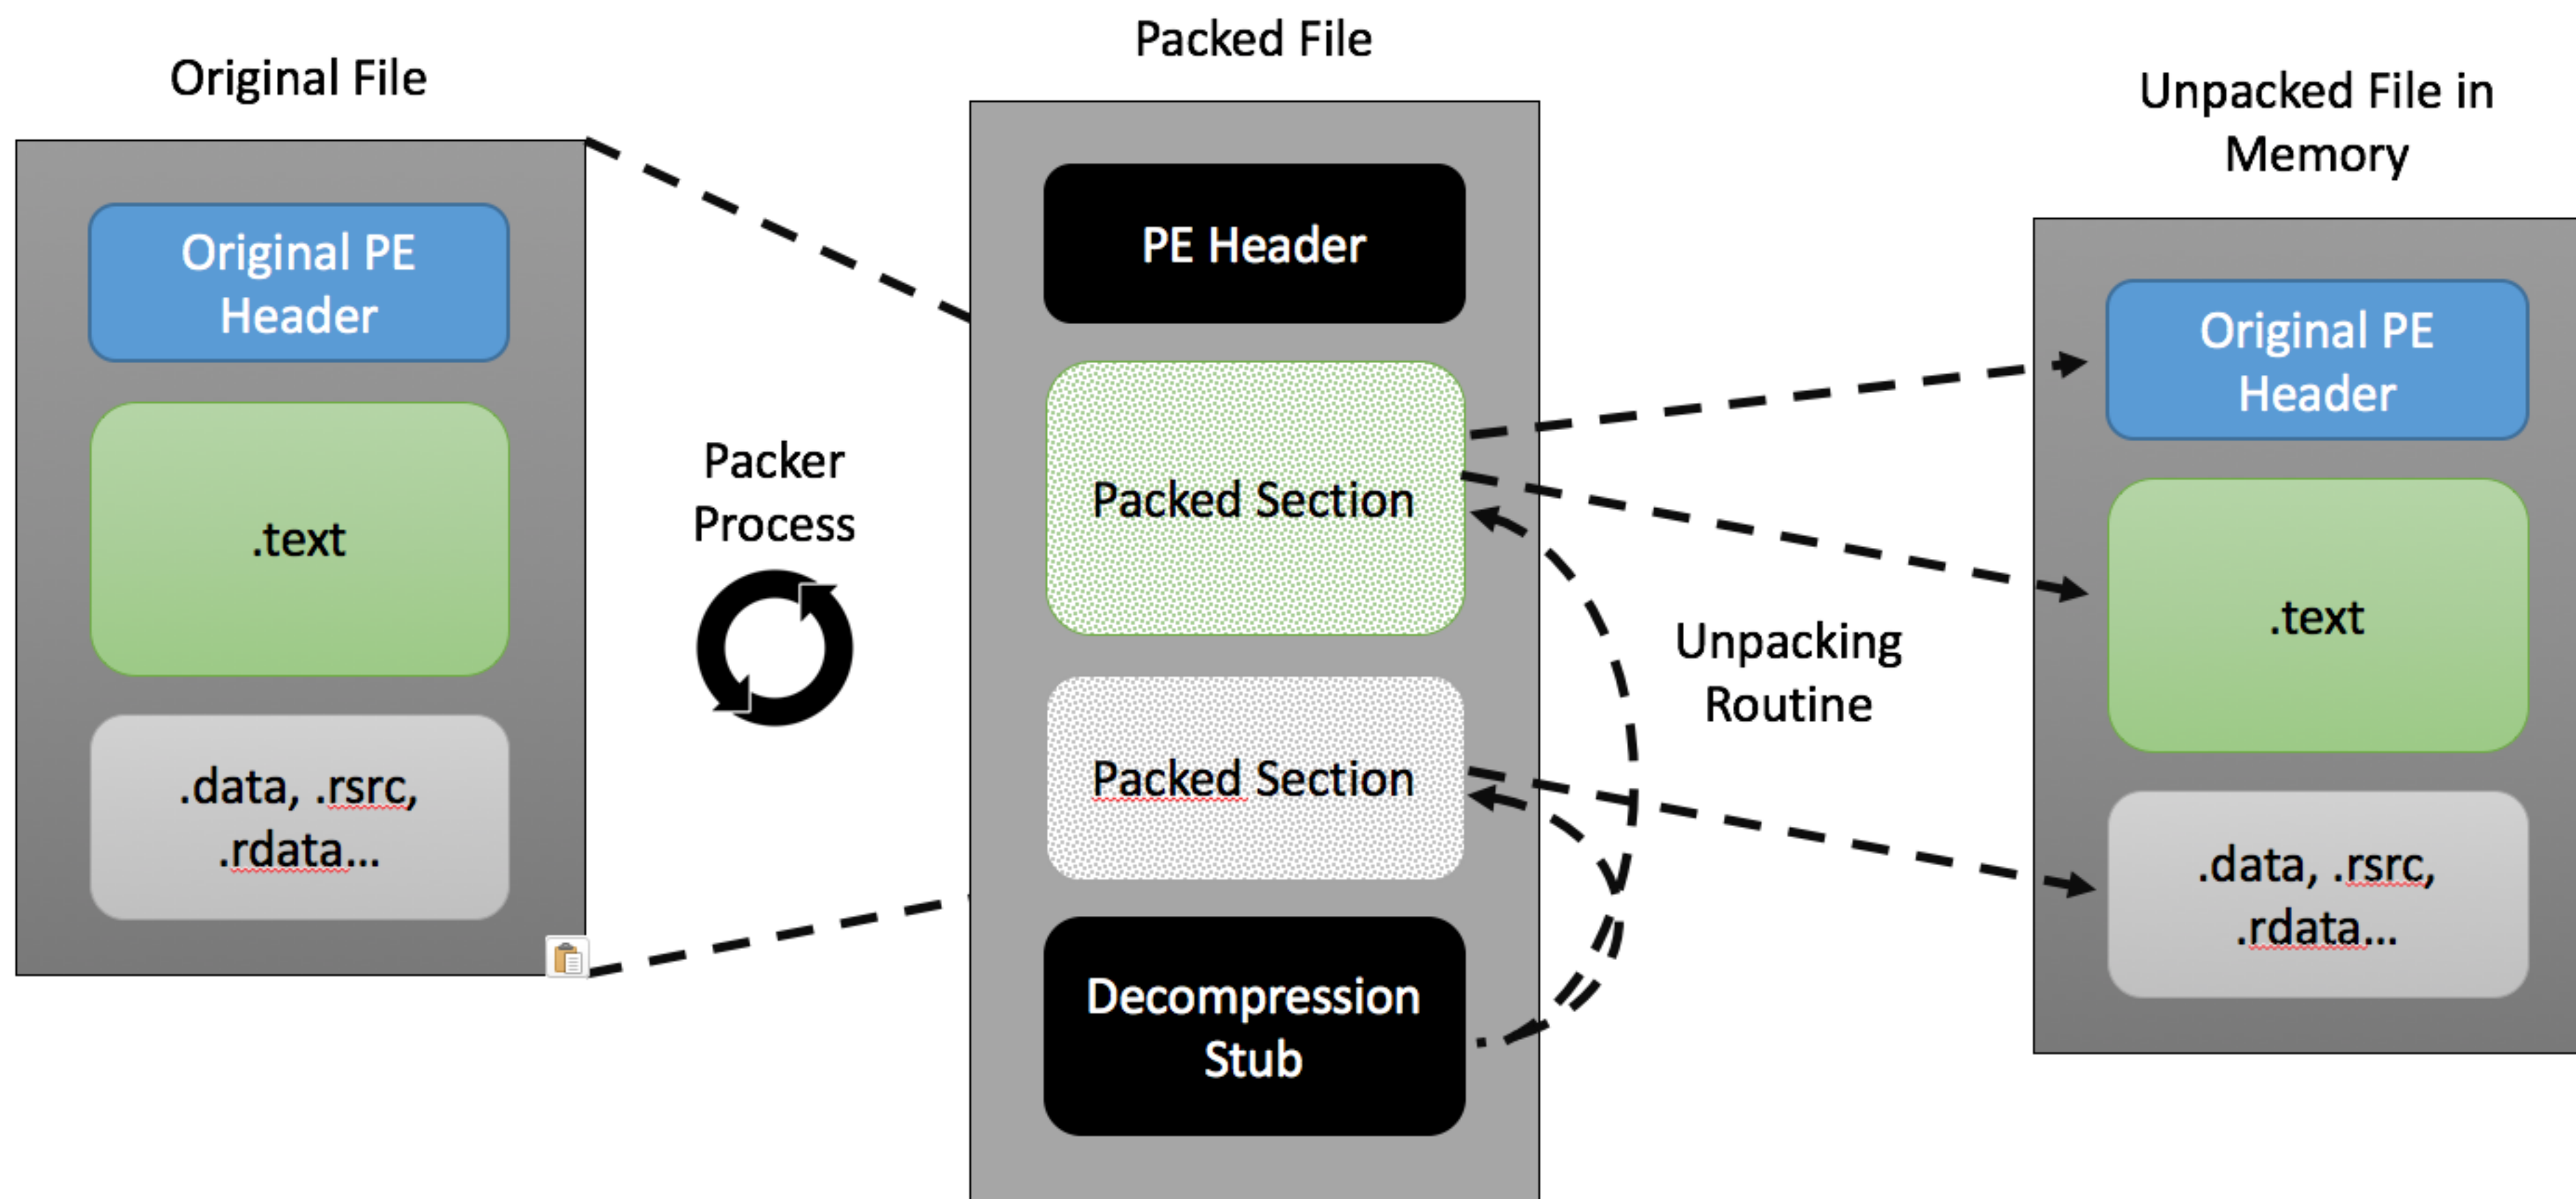 Original File
Original PE
Header
.text
.data, .rsrc,
.rdata...
Packer
Process
Packed File
PE Header
Packed Section
Packed Section
Decompression
Stub
Unpacking
Routine
Unpacked File in
Memory
Original PE
Header
.text
.data, .rsrc,
.rdata...